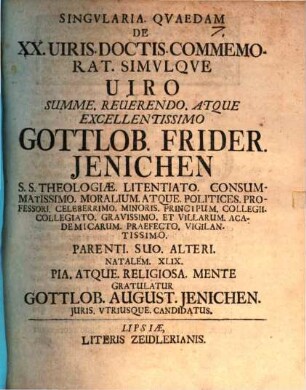 SINGVLARIA. QVAEDAM
DE
XX. UIRIS. DOCTIS. COMMEMO-
RAT. SIMVLQVE
UIRO
SUMME, REUERENDO, ATQUE
EXCELLENTISSIMO
GOTTLOB. FRIDER.
JENICHEN
S. S. THEOLOGIÆ. LITENTIATO. CONSUM-
MATISSIMO. MORALIUM. ATQUE. POLITICES. PRO-
FESSORI. CELEBERRIMO. MINORIS. PRINCIPUM. COLLEGII.
COLLEGIATO. GRAVISSIMO. ET VILLARUM. ACA-
DEMICARUM. PRAEFECTO, VIGILAN-
TISSIMO.
PARENTI. SUO. ALTERI.
NATALEM. XLIX.
PIA, ATQUE. RELIGIOSA. MENTE
GRATULATUR
GOTTLOB. AUGUST. JENICHEN.
JURIS. VTRIUSQUE. CANDIDATUS.
LIPSIÆ,
LITERIS ZEIDLERIANIS.